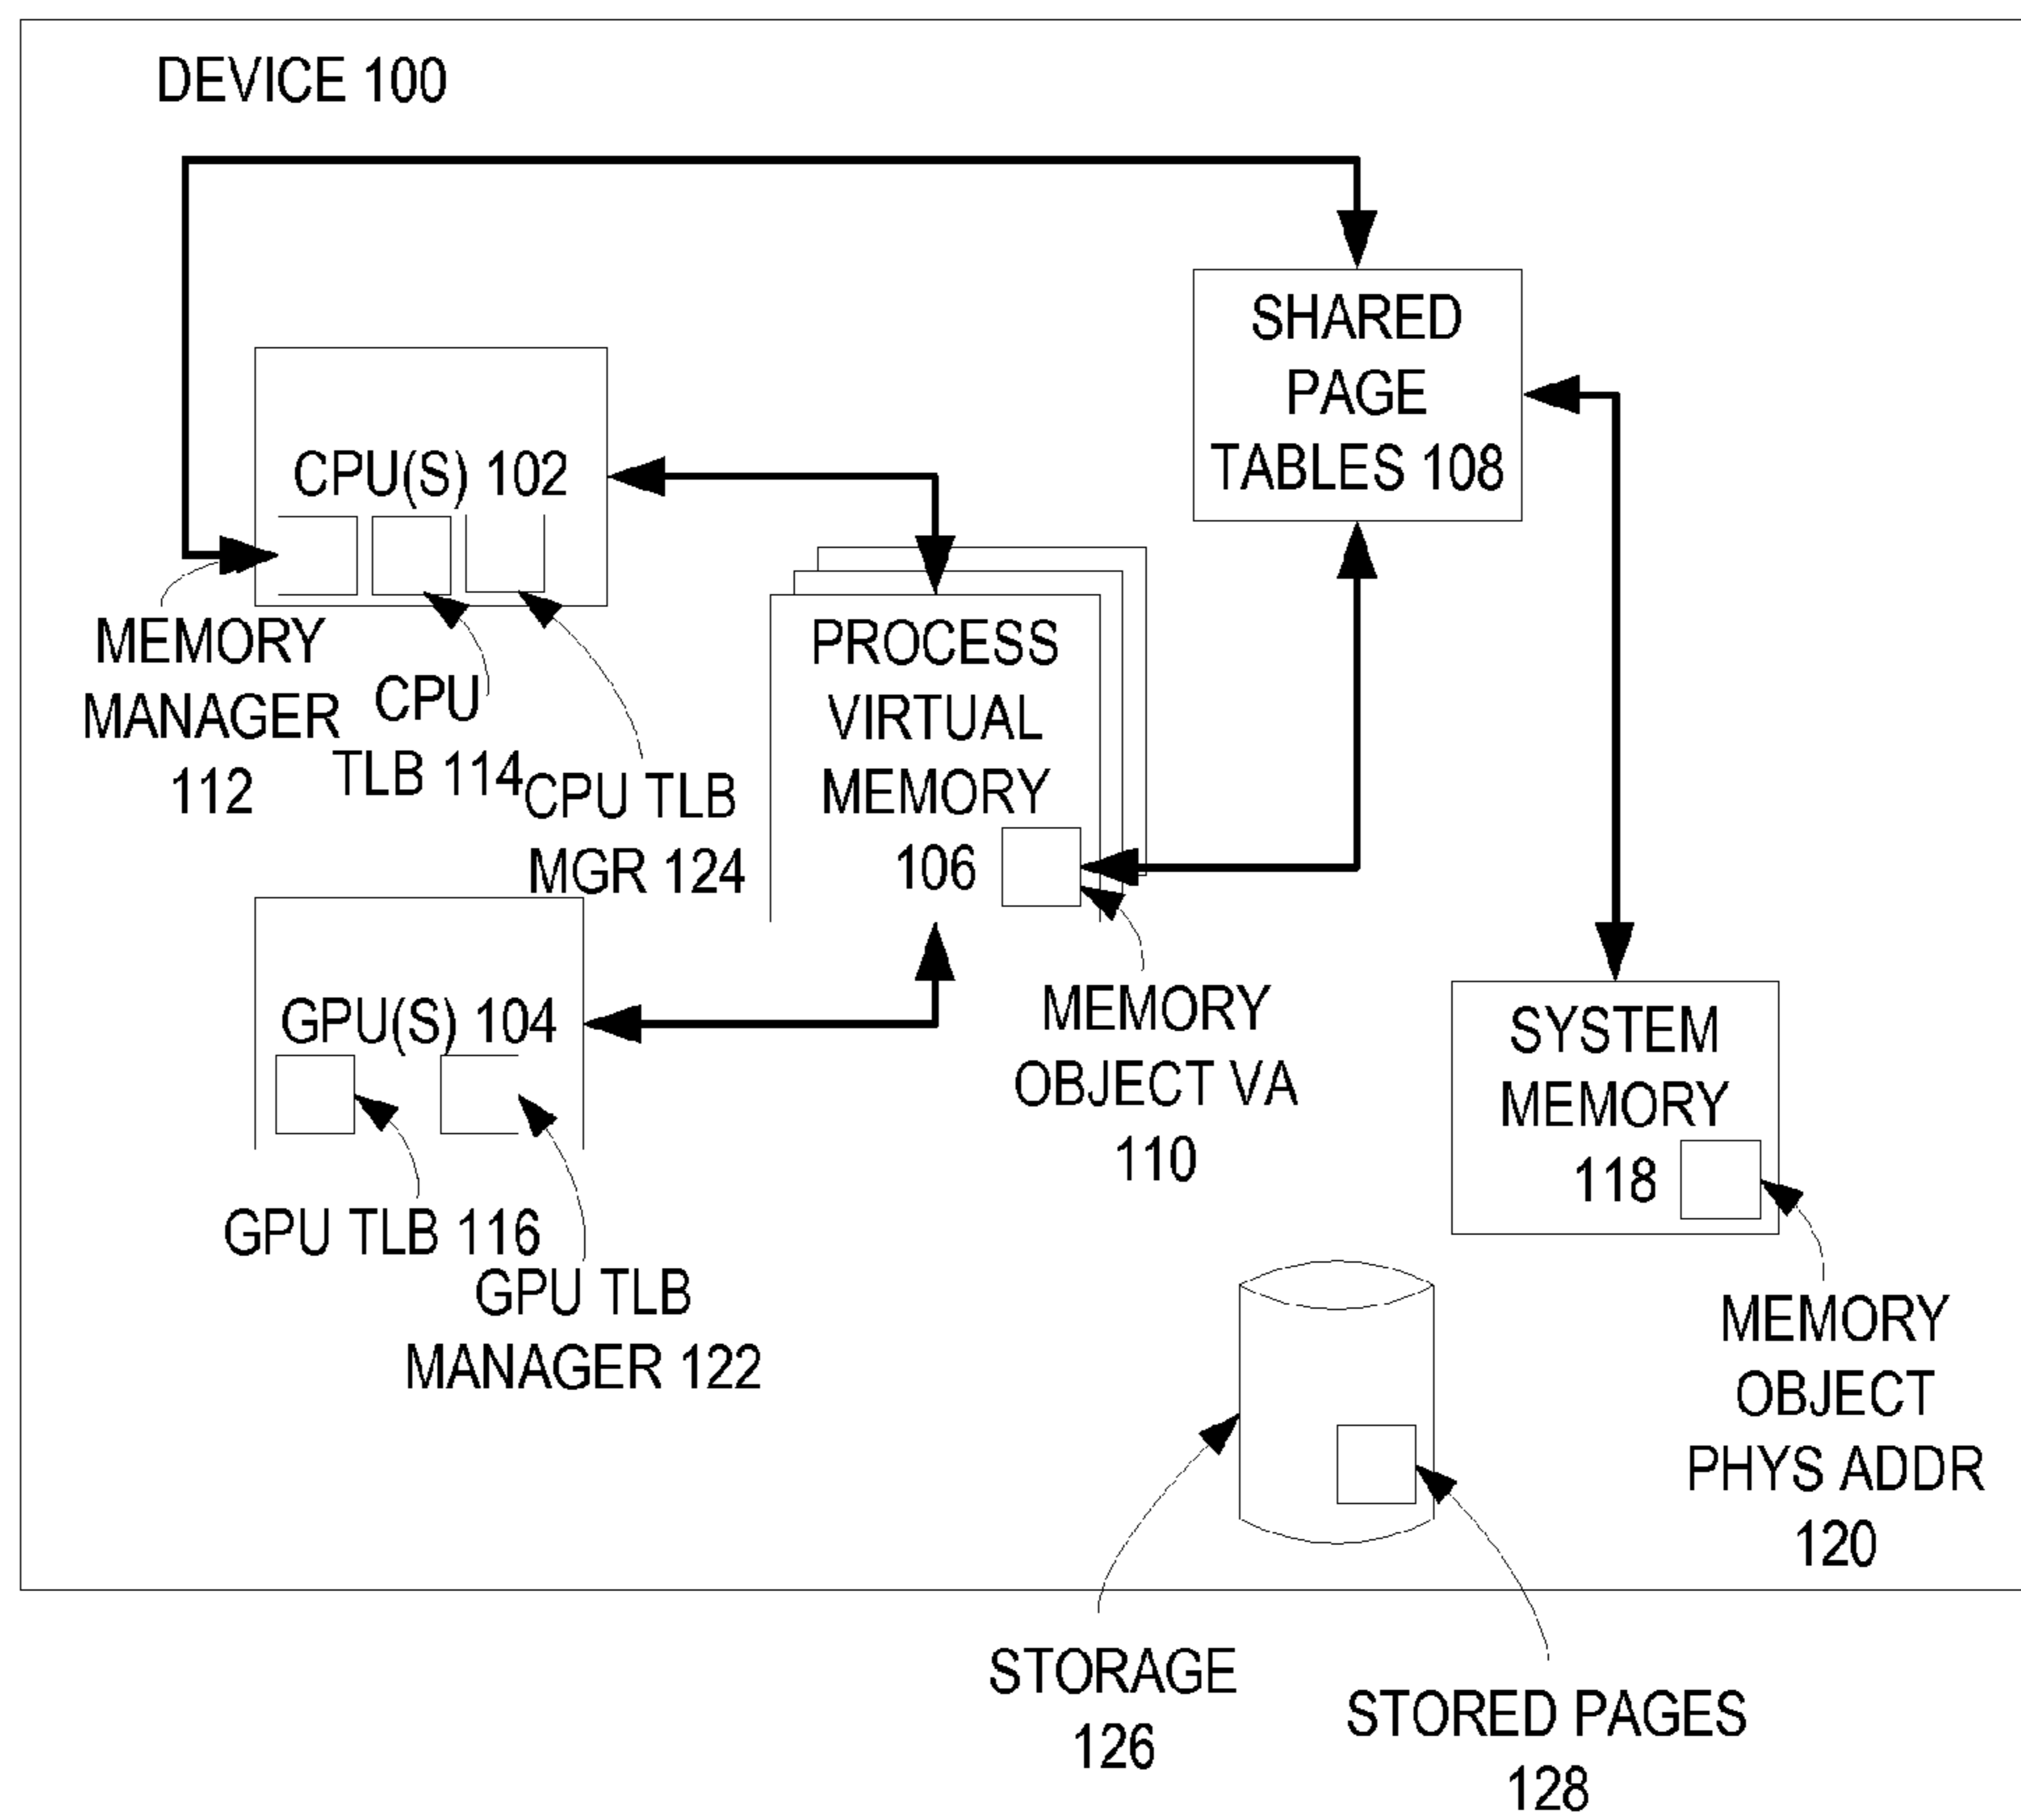 DEVICE 100
SHARED
PAGE
TABLES 108
CPU(S) 102
MEMORY
MANAGER
112
CPU
TLB 114
CPU TLB
MGR 124
PROCESS
VIRTUAL
MEMORY
106
GPU(S) 104
MEMORY
OBJECT VA
110
SYSTEM
MEMORY
118
GPU TLB 116
GPU TLB
MANAGER 122
MEMORY
OBJECT
PHYS ADDR
120
STORAGE
126
STORED PAGES
128